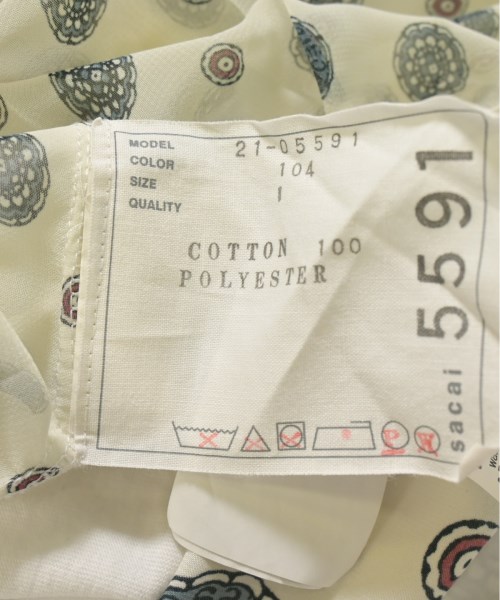 MODEL 21-05591
COLOR 104
SIZE 1
QUALITY
COTTON 100
POLYESTER
sacai 5591
P